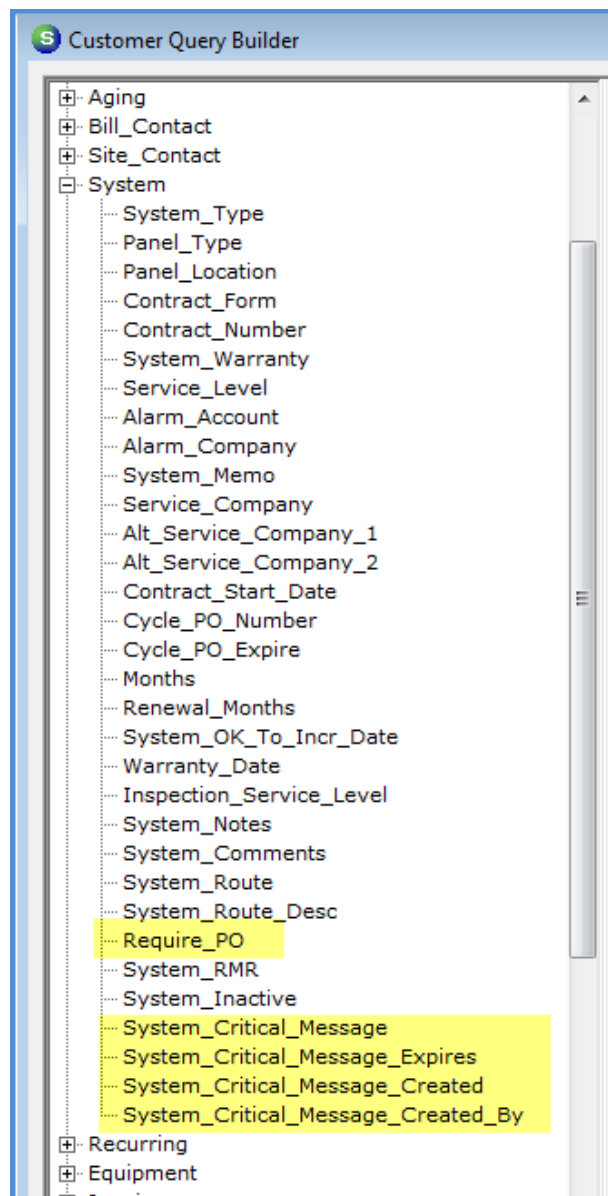 S Customer Query Builder
Aging
Bill_Contact
Site_Contact
System
System_Type
Panel_Type
Panel_Location
Contract_Form
Contract_Number
System_Warranty
Service_Level
Alarm_Account
Alarm_Company
System_Memo
Service_Company
Alt_Service_Company_1
Alt_Service_Company_2
Contract_Start_Date
Cycle_PO_Number
Cycle_PO_Expire
Months
Renewal_Months
System_OK_To_Incr_Date
Warranty_Date
Inspection_Service_Level
System_Notes
System_Comments
System_Route
System_Route_Desc
Require_PO
System_RMR
System_Inactive
System_Critical_Message
System_Critical_Message_Expires
System_Critical_Message_Created
System_Critical_Message_Created_By
Recurring
Equipment